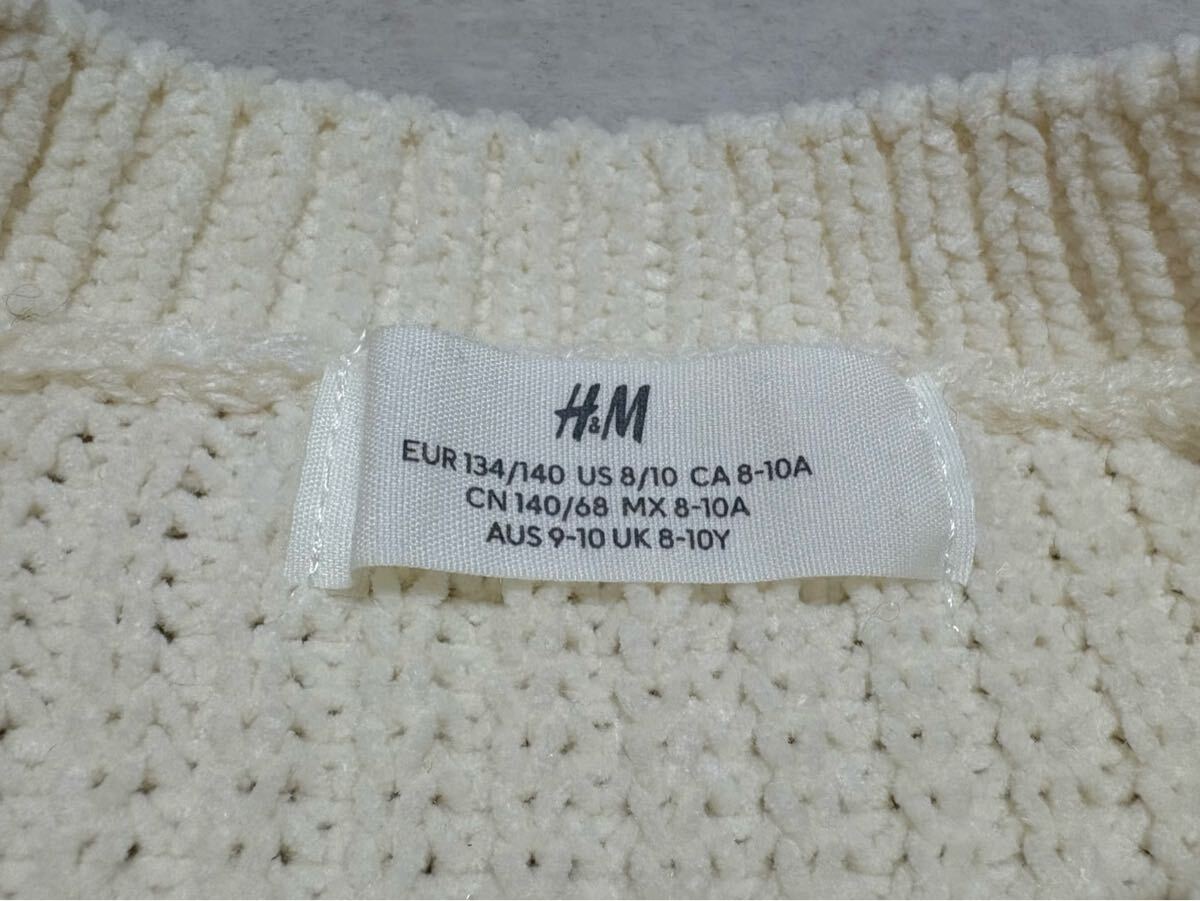 H&M
EUR 134/140 US 8/10 CA 8-10A
CN 140/68 MX 8-10A
AUS 9-10 UK 8-10Y